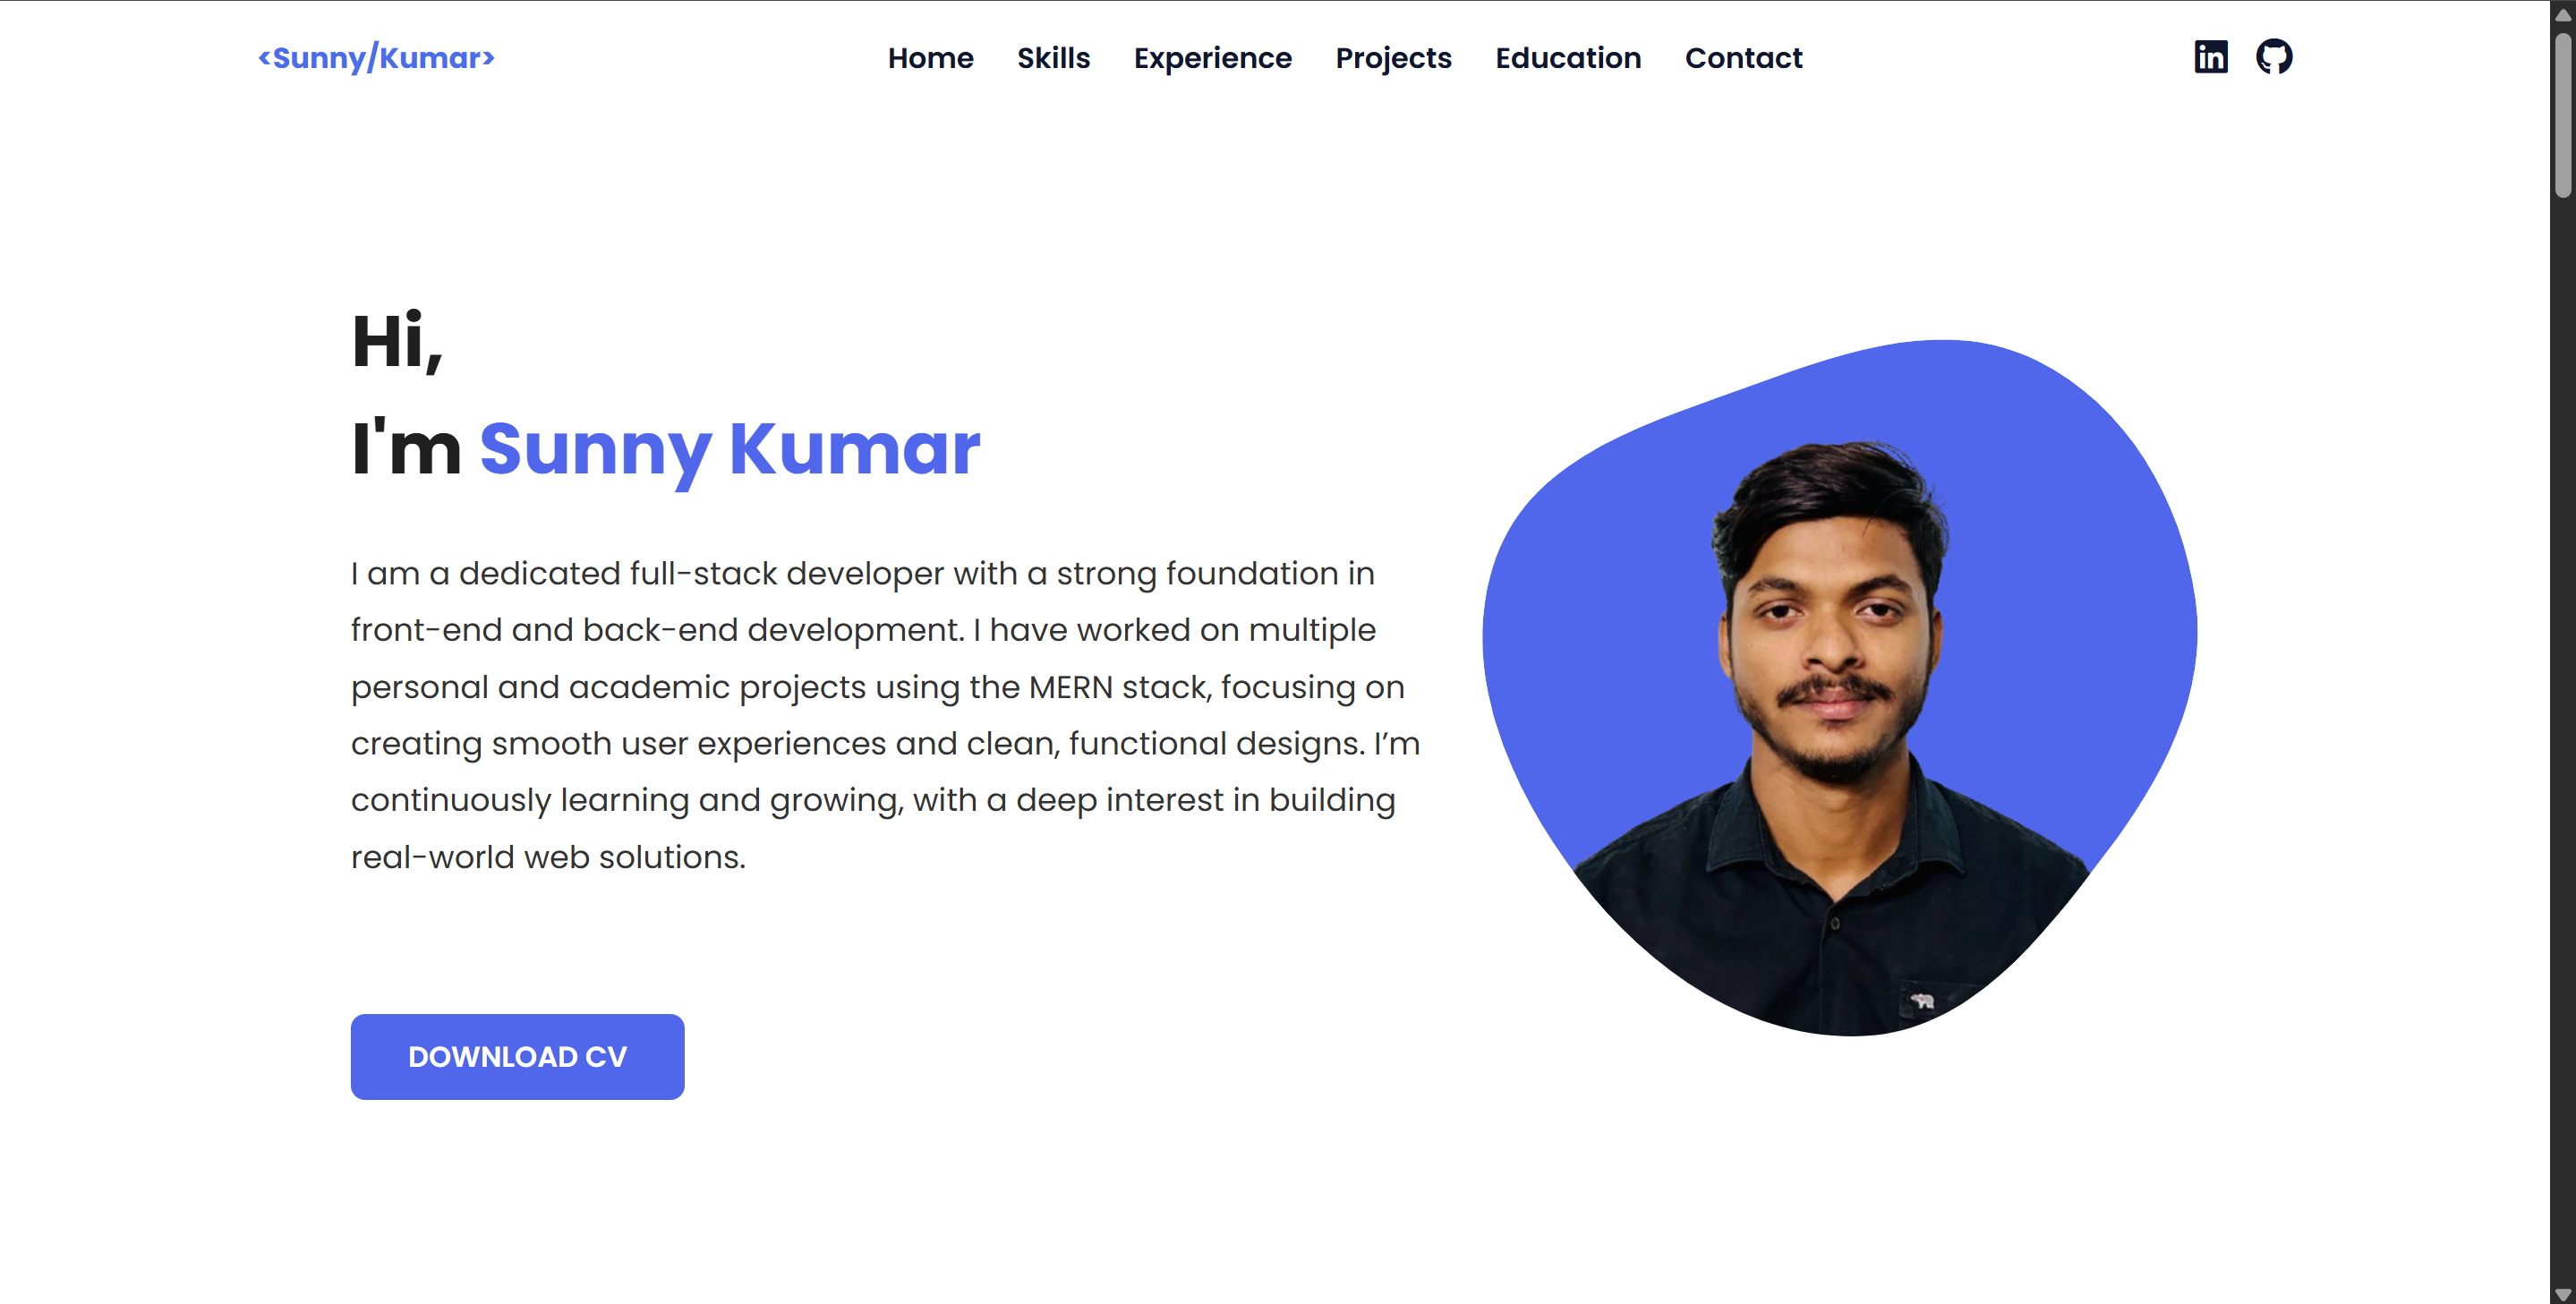 <Sunny/Kumar>
Home Skills Experience Projects Education Contact
in
Hi,
I'm Sunny Kumar
I am a dedicated full-stack developer with a strong foundation in
front-end and back-end development. I have worked on multiple
personal and academic projects using the MERN stack, focusing on
creating smooth user experiences and clean, functional designs. I’m
continuously learning and growing, with a deep interest in building
real-world web solutions.
DOWNLOAD CV